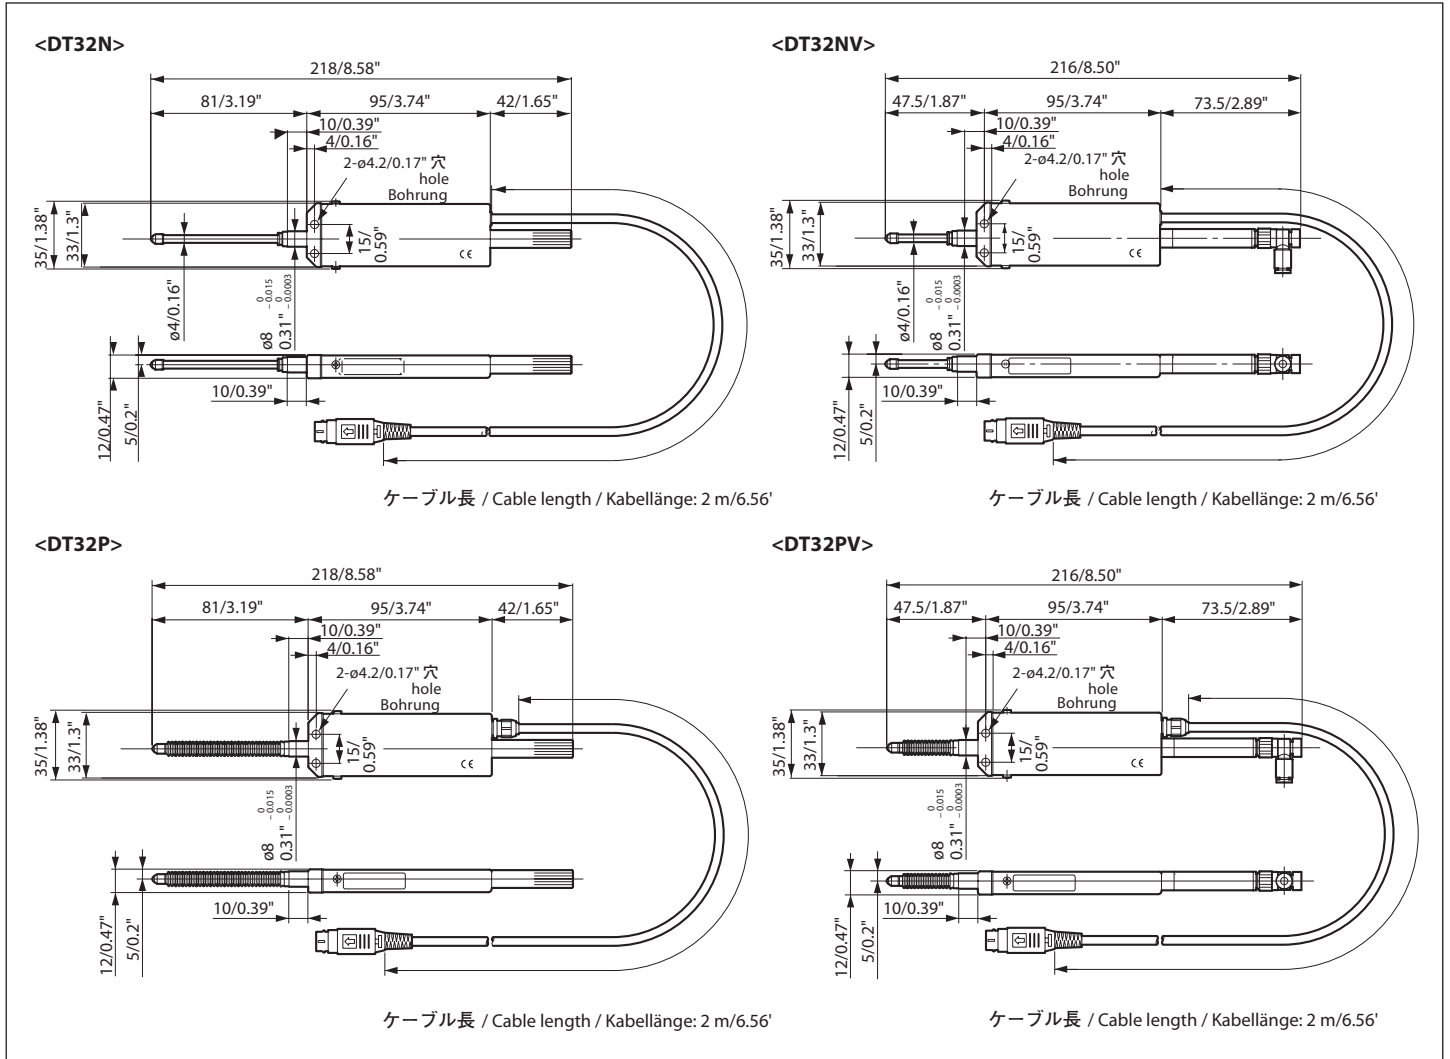 <DT32N>
218/8.58"
81/3.19"
95/3.74"
42/1.65"
10/0.39"
4/0.16"
2-ø4.2/0.17" 穴
hole
Bohrung
35/1.38"
33/1.3"
15/
0.59"
CE
ø4/0.16"
ø8 0 -0.015
0.31" 0 -0.0003
12/0.47"
5/0.2"
10/0.39"
ケーブル長 / Cable length / Kabellänge: 2 m/6.56'
<DT32NV>
216/8.50"
47.5/1.87"
95/3.74"
73.5/2.89"
10/0.39"
4/0.16"
2-ø4.2/0.17" 穴
hole
Bohrung
35/1.38"
33/1.3"
15/
0.59"
CE
ø4/0.16"
ø8 0 -0.015
0.31" 0 -0.0003
12/0.47"
5/0.2"
10/0.39"
ケーブル長 / Cable length / Kabellänge: 2 m/6.56'
<DT32P>
218/8.58"
81/3.19"
95/3.74"
42/1.65"
10/0.39"
4/0.16"
2-ø4.2/0.17" 穴
hole
Bohrung
35/1.38"
33/1.3"
15/
0.59"
CE
ø8 0 -0.015
0.31" 0 -0.0003
12/0.47"
5/0.2"
10/0.39"
ケーブル長 / Cable length / Kabellänge: 2 m/6.56'
<DT32PV>
216/8.50"
47.5/1.87"
95/3.74"
73.5/2.89"
10/0.39"
4/0.16"
2-ø4.2/0.17" 穴
hole
Bohrung
35/1.38"
33/1.3"
15/
0.59"
CE
ø8 0 -0.015
0.31" 0 -0.0003
12/0.47"
5/0.2"
10/0.39"
ケーブル長 / Cable length / Kabellänge: 2 m/6.56'